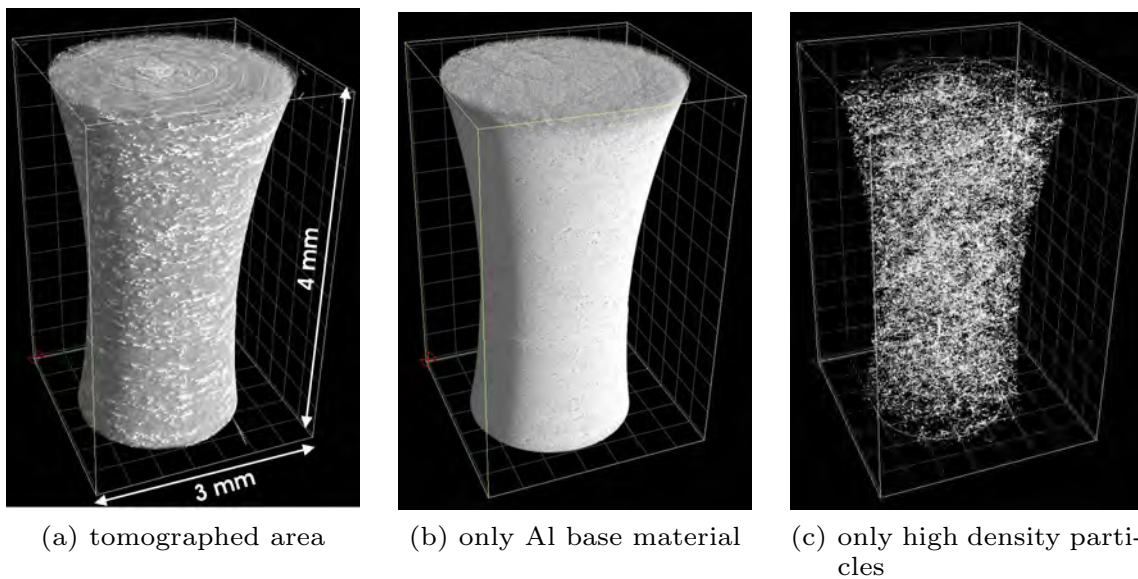 4 mm
3 mm
(a) tomographed area
(b) only Al base material
(c) only high density parti-
cles